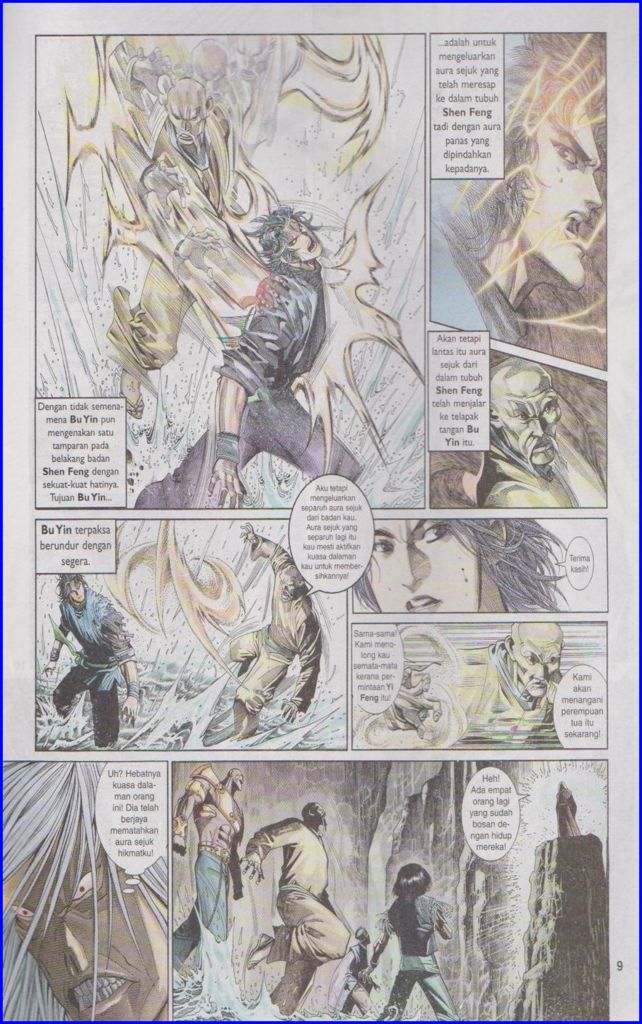 Dengan tidak semena-
mena Bu Yin pun
mengenakan satu
tamparan pada
belakang badan
Shen Feng dengan
sekuat-kuat hatinya.
Tujuan Bu Yin...
...adalah untuk
mengeluarkan
aura sejuk yang
telah meresap
ke dalam tubuh
Shen Feng
tadi dengan aura
panas yang
dipindahkan
kepadanya.
Akan tetapi
lantas itu aura
sejuk dari
dalam tubuh
Shen Feng
telah menjalar
ke telapak
tangan Bu
Yin itu.
Bu Yin terpaksa
berundur dengan
segera.
Aku tetapi
mengeluarkan
separuh aura sejuk
dari badan kau.
Aura sejuk yang
separuh lagi itu
kau mesti aktifkan
kuasa dalaman
kau untuk member-
sihkannya!
Terima
kasih!
Sama-sama!
Kami meno-
long kau
semata-mata
kerana per-
mintaan Yi
Feng itu!
Kami
akan
menangani
perempuan
tua itu
sekarang!
Uh? Hebatnya
kuasa dala-
man orang
ini! Dia telah
berjaya
mematahkan
aura sejuk
hikmatku!
Heh!
Ada empat
orang lagi
yang sudah
bosan de-
ngan hidup
mereka!
9